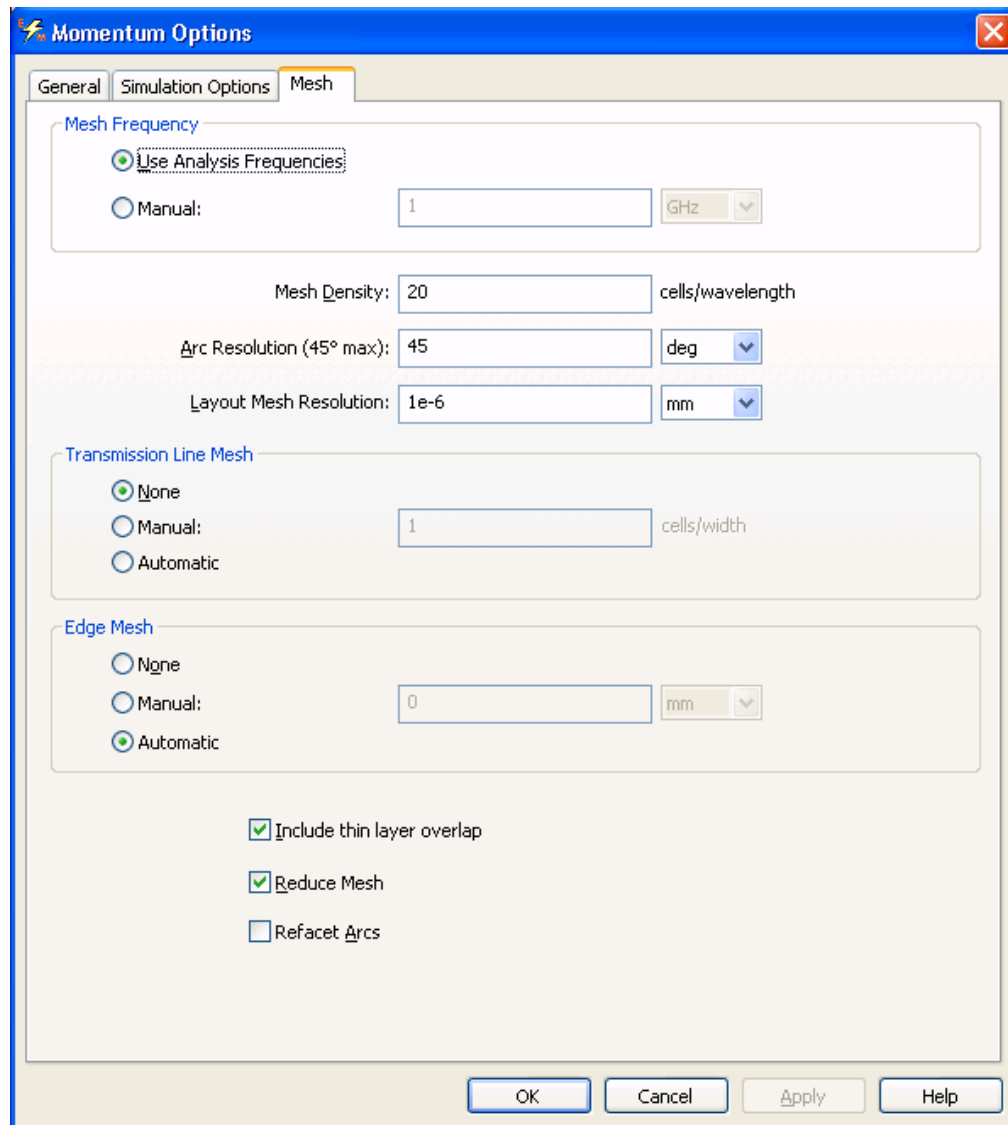 Momentum Options
General Simulation Options Mesh
Mesh Frequency
Use Analysis Frequencies
Manual: 1 GHz
Mesh Density: 20 cells/wavelength
Arc Resolution (45° max): 45 deg
Layout Mesh Resolution: 1e-6 mm
Transmission Line Mesh
None
Manual: 1 cells/width
Automatic
Edge Mesh
None
Manual: 0 mm
Automatic
Include thin layer overlap
Reduce Mesh
Refacet Arcs
OK Cancel Apply Help